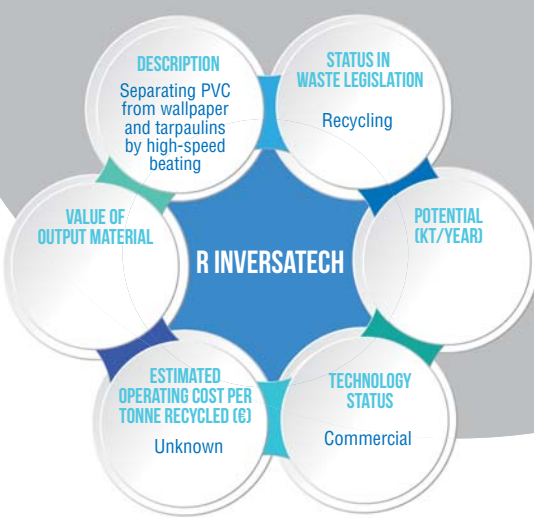 DESCRIPTION
Separating PVC
from wallpaper
and tarpaulins
by high-speed
beating
STATUS IN
WASTE LEGISLATION
Recycling
VALUE OF
OUTPUT MATERIAL
R INVERSATECH
POTENTIAL
(KT/YEAR)
ESTIMATED
OPERATING COST PER
TONNE RECYCLED (€)
Unknown
TECHNOLOGY
STATUS
Commercial